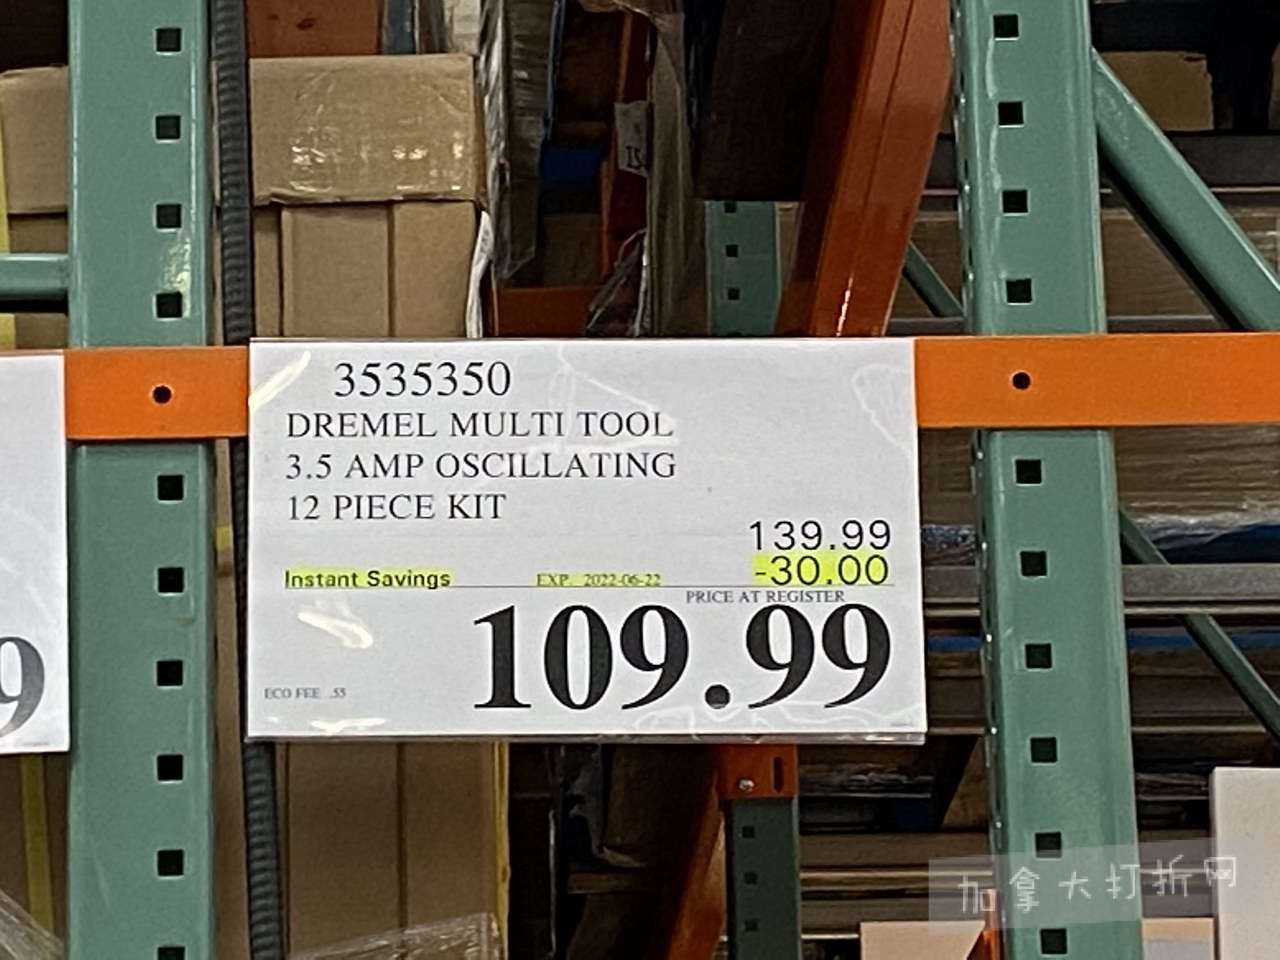 3535350
DREMEL MULTI TOOL
3.5 AMP OSCILLATING
12 PIECE KIT
139.99
Instant Savings EXP. 2022-06-22 -30.00
PRICE AT REGISTER
109.99
ECO FEE .55
9
加拿大打折网